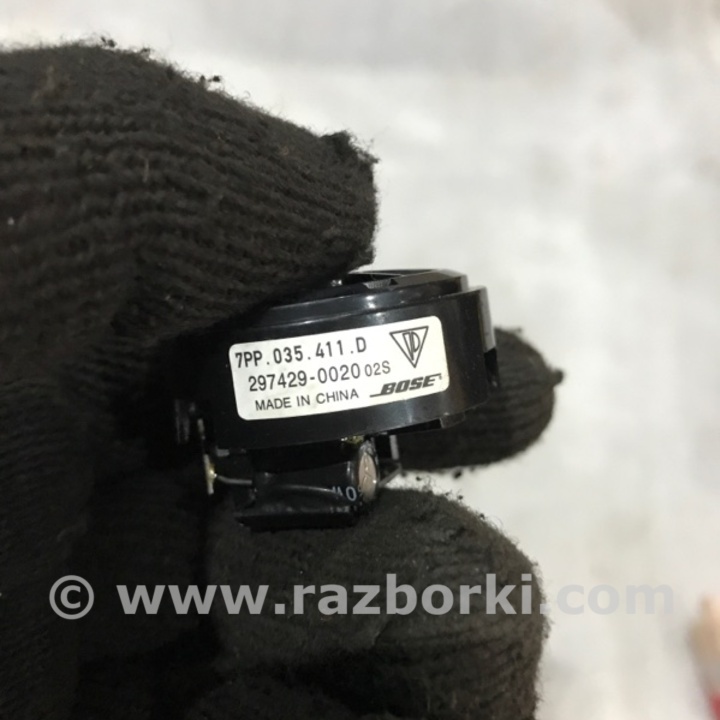 7PP.035.411.D
297429-0020 02S
MADE IN CHINA BOSE
© www.razborki.com